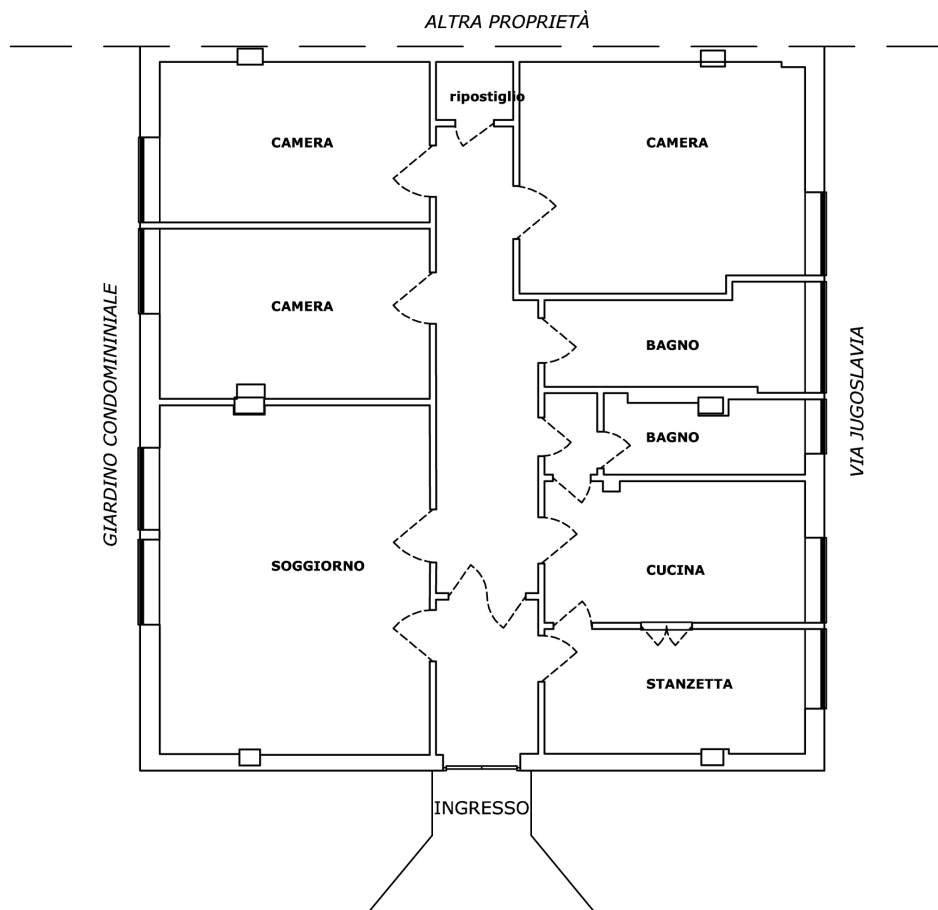 ALTRA PROPRIETÀ
ripostiglio
CAMERA
CAMERA
CAMERA
GIARDINO CONDOMININIALE
BAGNO
VIA JUGOSLAVIA
BAGNO
SOGGIORNO
CUCINA
STANZETTA
INGRESSO